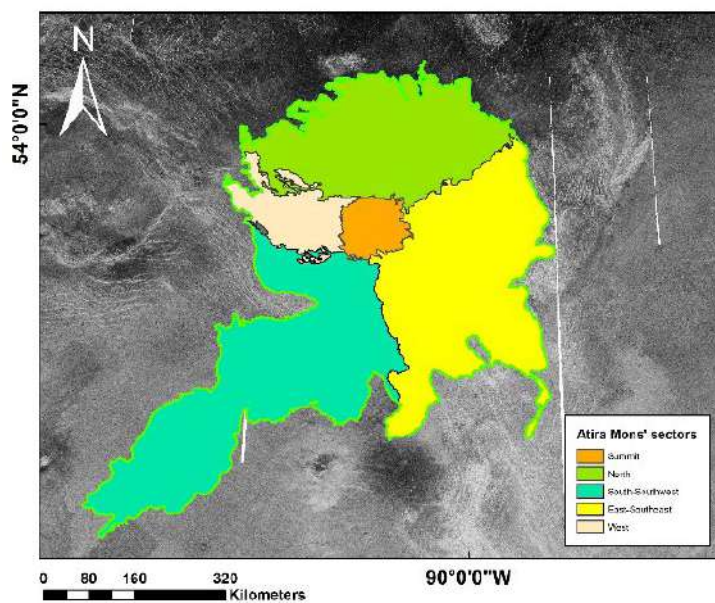 N
54°0'0"N
Atira Mons' sectors
Summit
North
South-Southwest
East-Southeast
West
0 80 160 320
Kilometers
90°0'0"W